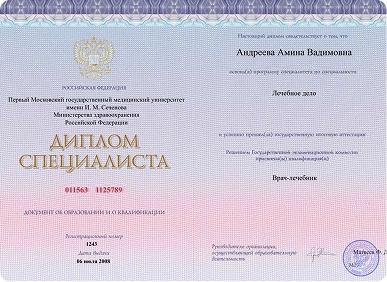 РОССИЙСКАЯ ФЕДЕРАЦИЯ
Первый Московский государственный медицинский университет
имени И. М. Сеченова
Министерства здравоохранения
Российской Федерации
ДИПЛОМ
СПЕЦИАЛИСТА
011563 1125789
ДОКУМЕНТ ОБ ОБРАЗОВАНИИ И О КВАЛИФИКАЦИИ
Регистрационный номер
1243
Дата выдачи
06 июля 2008
Настоящий диплом свидетельствует о том, что
Андреева Амина Вадимовна
освоил(а) программу специалитета по специальности
Лечебное дело
и успешно прошел(ла) государственную итоговую аттестацию
Решением Государственной экзаменационной комиссии
присвоена(ы) квалификация(и)
Врач-лечебник
Руководитель организации,
осуществляющей образовательную
деятельность
Матвеев Ф. Д